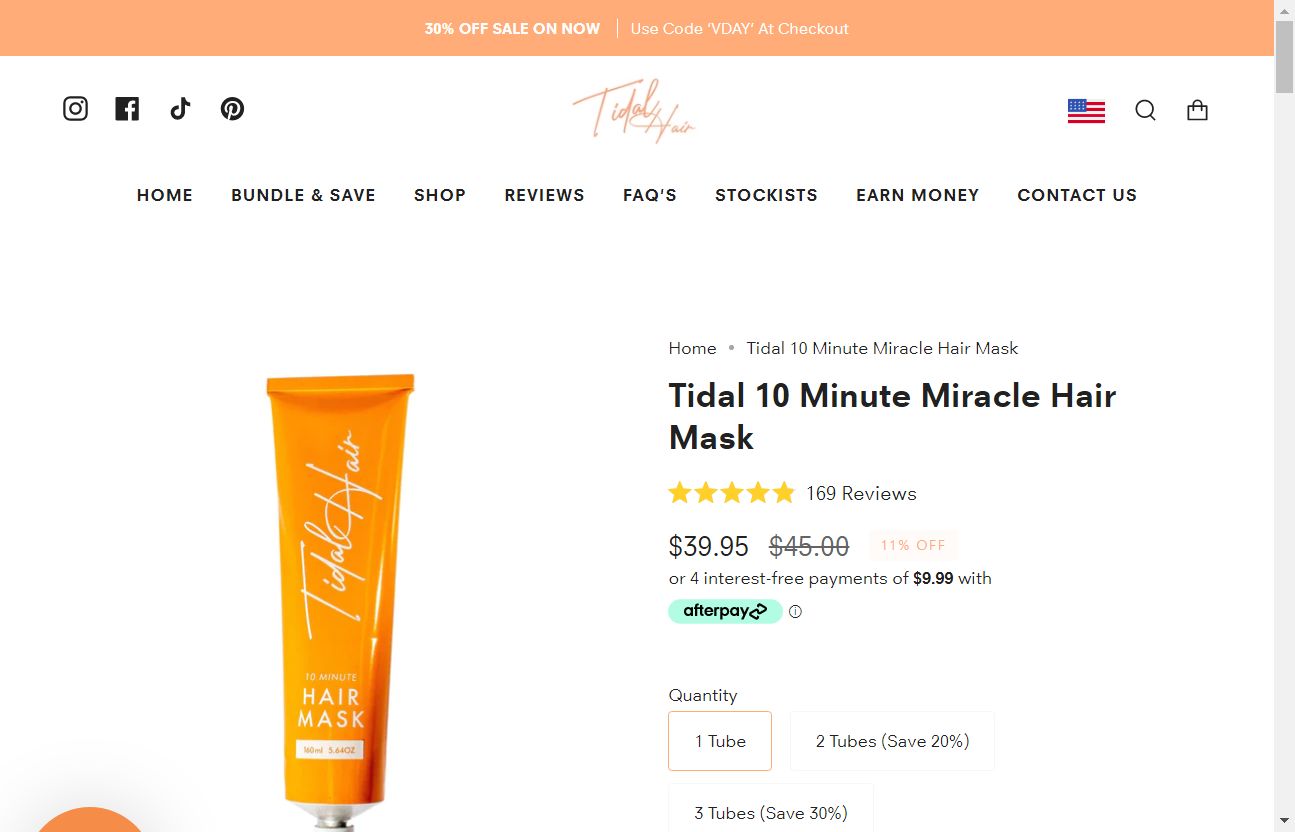 30% OFF SALE ON NOW
Use Code ‘VDAY’ At Checkout
Tidal Hair
HOME
BUNDLE & SAVE
SHOP
REVIEWS
FAQ’S
STOCKISTS
EARN MONEY
CONTACT US
Home • Tidal 10 Minute Miracle Hair Mask
Tidal 10 Minute Miracle Hair
Mask
169 Reviews
$39.95 $45.00 11% OFF
or 4 interest-free payments of $9.99 with
afterpay
Quantity
1 Tube
2 Tubes (Save 20%)
3 Tubes (Save 30%)
Tidal Hair
10 MINUTE
HAIR
MASK
160ml 5.64OZ